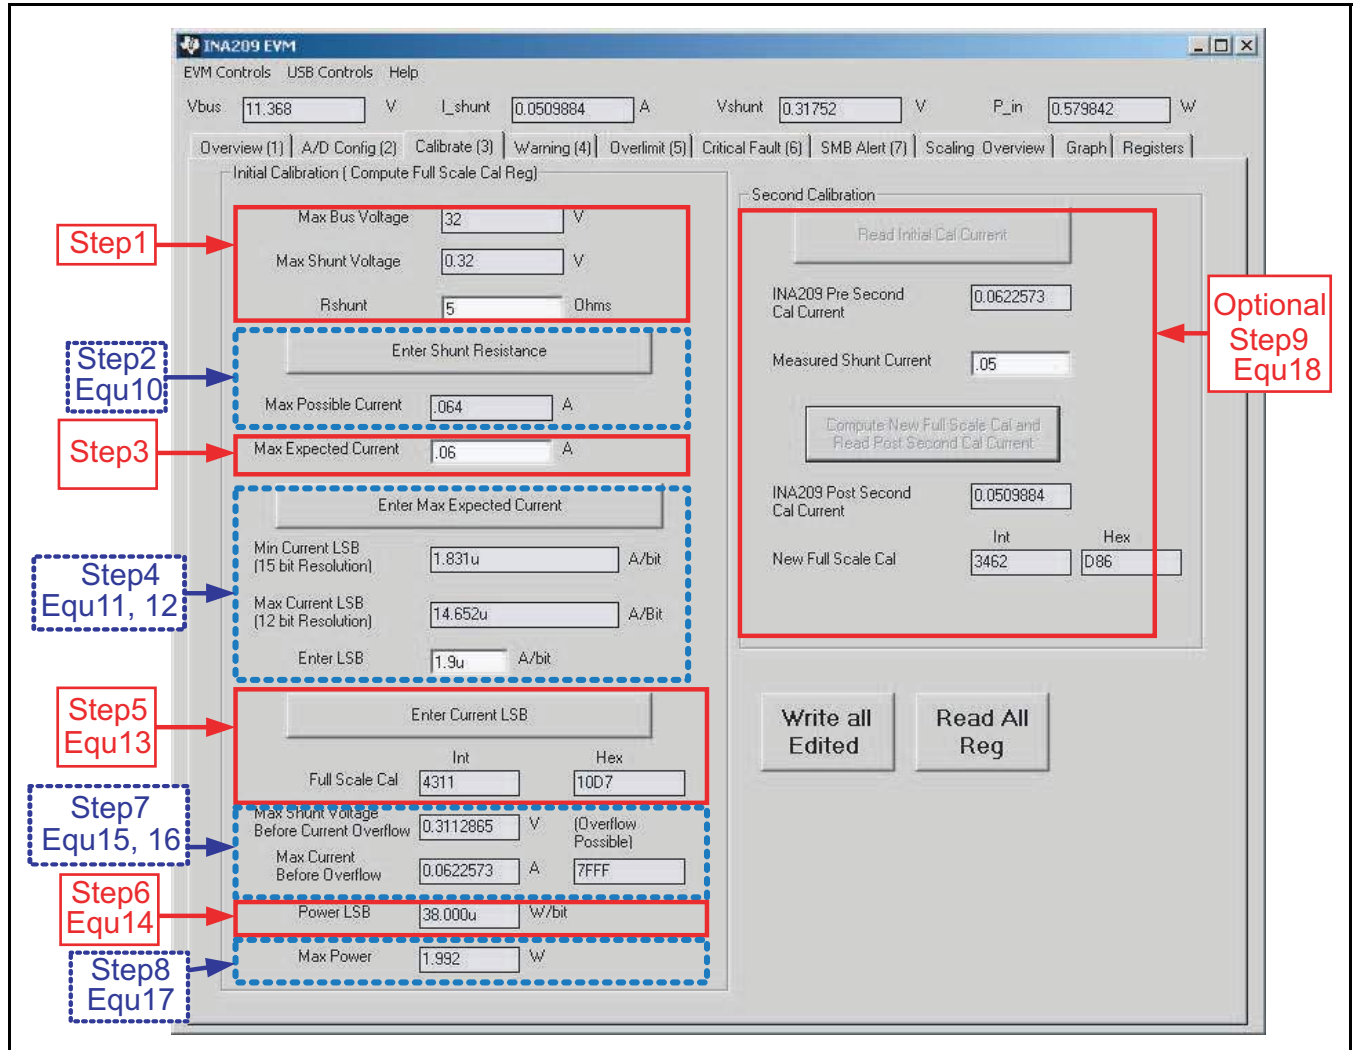 INA209 EVM
EVM Controls USB Controls Help
Vbus 11.368 V I_shunt 0.0509884 A Vshunt 0.31752 V P_in 0.579842 W
Overview (1) A/D Config (2) Calibrate (3) Warning (4) Overlimit (5) Critical Fault (6) SMB Alert (7) Scaling Overview Graph Registers
Initial Calibration ( Compute Full Scale Cal Reg)
Step1
Max Bus Voltage 32 V
Max Shunt Voltage 0.32 V
Rshunt 5 Ohms
Step2
Equ10
Enter Shunt Resistance
Max Possible Current .064 A
Step3
Max Expected Current .06 A
Enter Max Expected Current
Step4
Equ11, 12
Min Current LSB
(15 bit Resolution) 1.831u A/bit
Max Current LSB
(12 bit Resolution) 14.652u A/Bit
Enter LSB 1.9u A/bit
Step5
Equ13
Enter Current LSB
Int Hex
Full Scale Cal 4311 10D7
Step7
Equ15, 16
Max Shunt Voltage
Before Current Overflow 0.3112865 V (Overflow
Possible)
Max Current
Before Overflow 0.0622573 A 7FFF
Step6
Equ14
Power LSB 38.000u W/bit
Step8
Equ17
Max Power 1.992 W
Second Calibration
Read Initial Cal Current
INA209 Pre Second
Cal Current 0.0622573
Measured Shunt Current .05
Compute New Full Scale Cal and
Read Post Second Cal Current
INA209 Post Second
Cal Current 0.0509884
Int Hex
New Full Scale Cal 3462 D86
Optional
Step9
Equ18
Write all
Edited
Read All
Reg